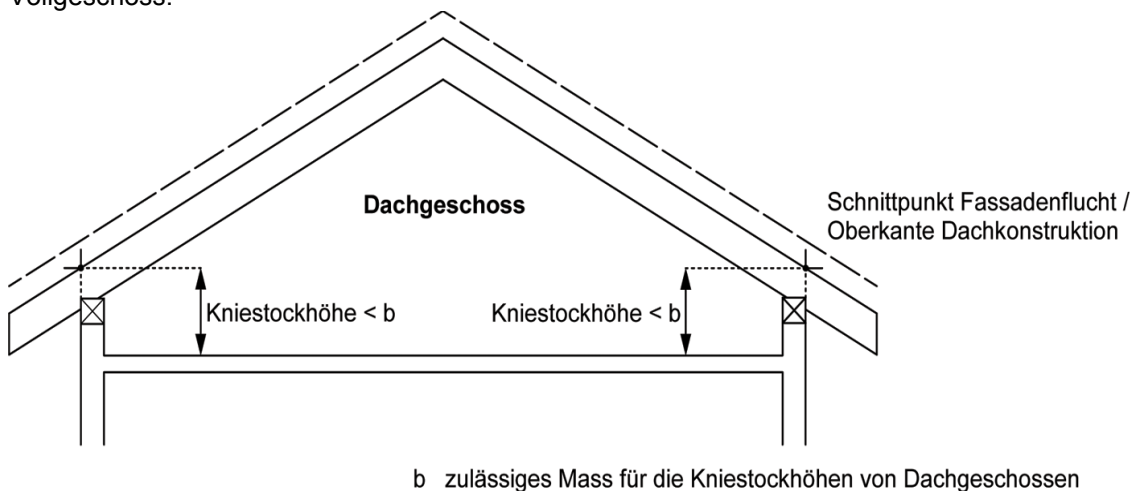 Vollgeschoss.
Dachgeschoss
Schnittpunkt Fassadenflucht /
Oberkante Dachkonstruktion
Kniestockhöhe < b
Kniestockhöhe < b
b zulässiges Mass für die Kniestockhöhen von Dachgeschossen